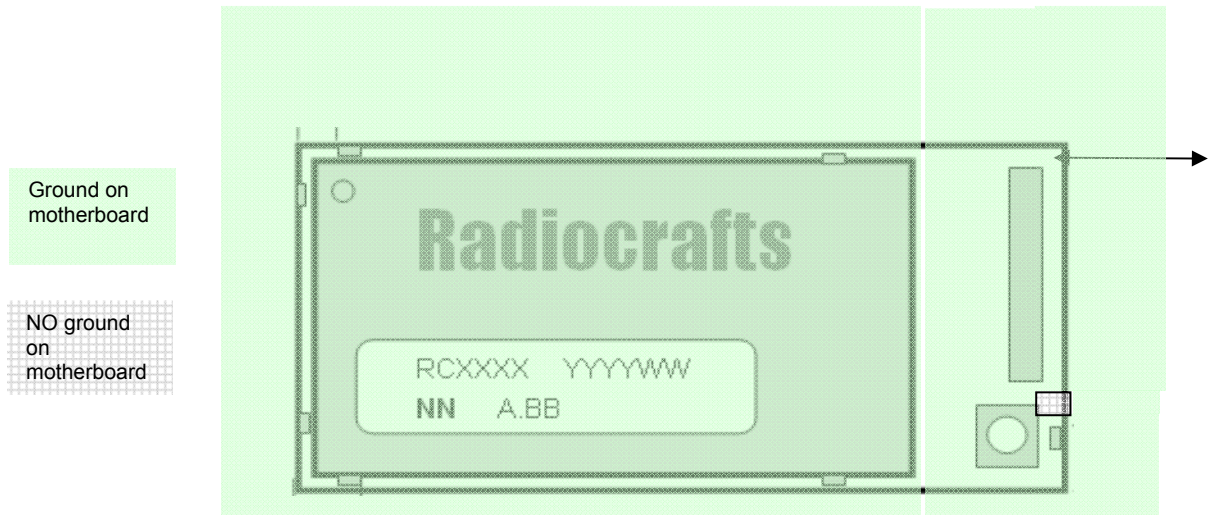 Ground on
motherboard
NO ground
on
motherboard
Radiocrafts
RCXXXX YYYYWW
NN A.BB